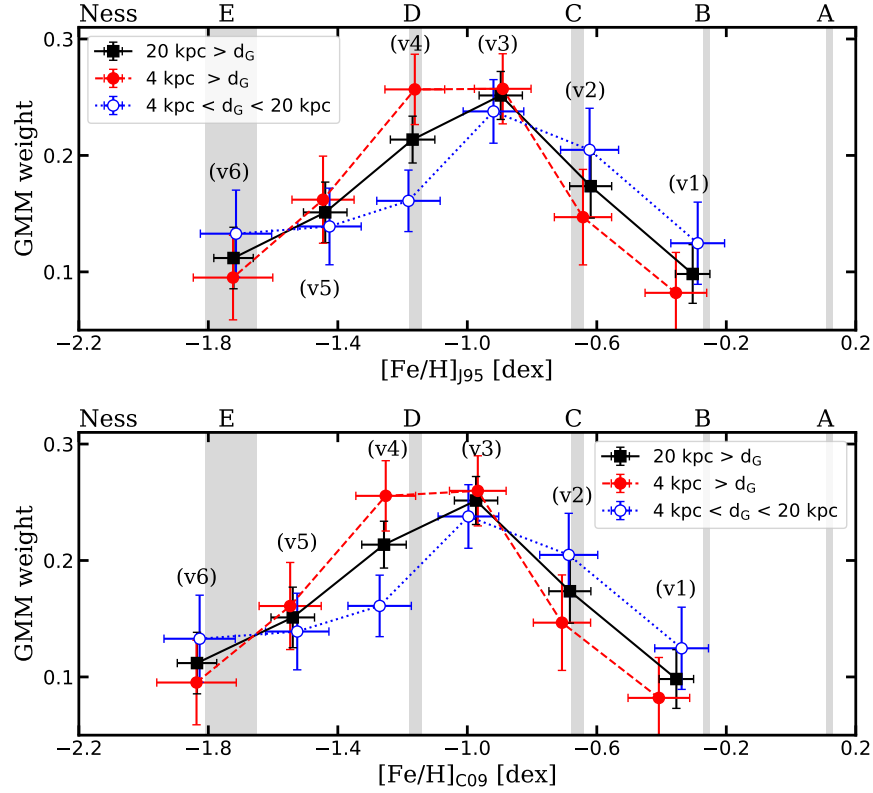 Ness E D C B A
0.3
20 kpc > d_G
4 kpc > d_G
4 kpc < d_G < 20 kpc
(v4)
(v3)
(v2)
(v6)
(v1)
(v5)
0.2
0.1
GMM weight
−2.2 −1.8 −1.4 −1.0 −0.6 −0.2 0.2
[Fe/H]_J95 [dex]
Ness E D C B A
0.3
(v4)
(v3)
20 kpc > d_G
4 kpc > d_G
4 kpc < d_G < 20 kpc
(v2)
(v5)
(v6)
(v1)
0.2
0.1
GMM weight
−2.2 −1.8 −1.4 −1.0 −0.6 −0.2 0.2
[Fe/H]_C09 [dex]